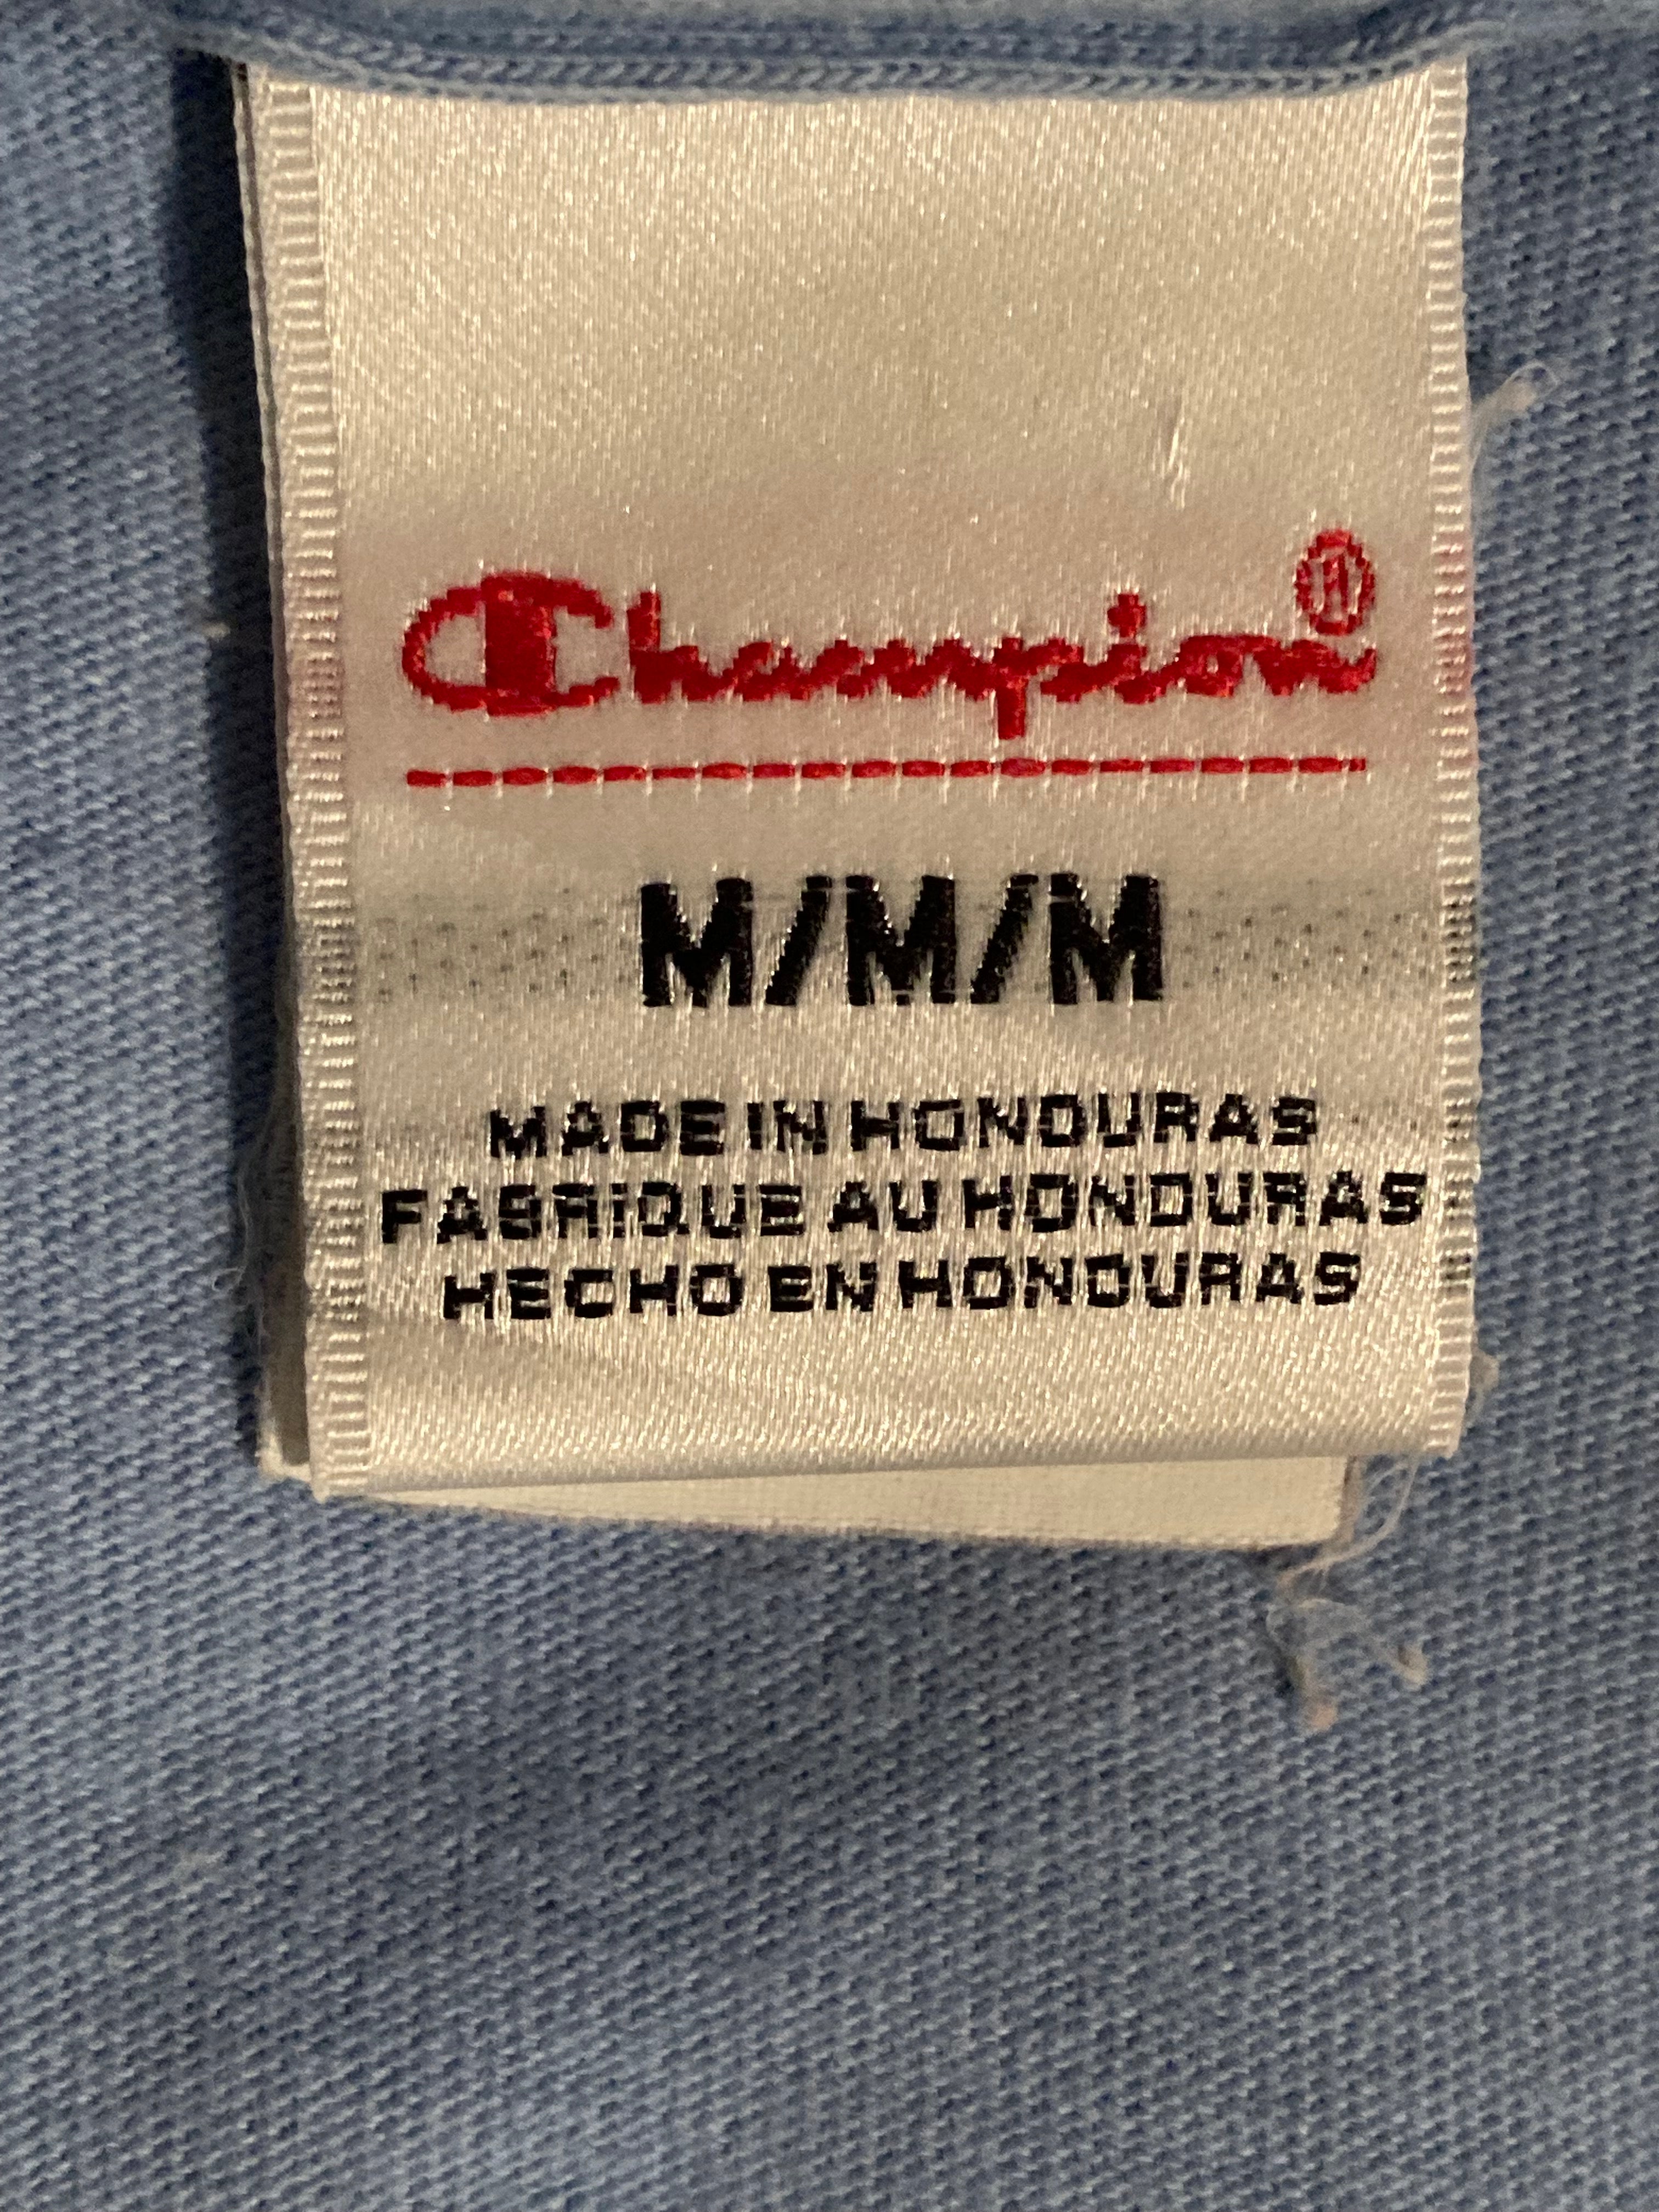 Champion®
M/M/M
MADE IN HONDURAS
FABRIQUE AU HONDURAS
HECHO EN HONDURAS